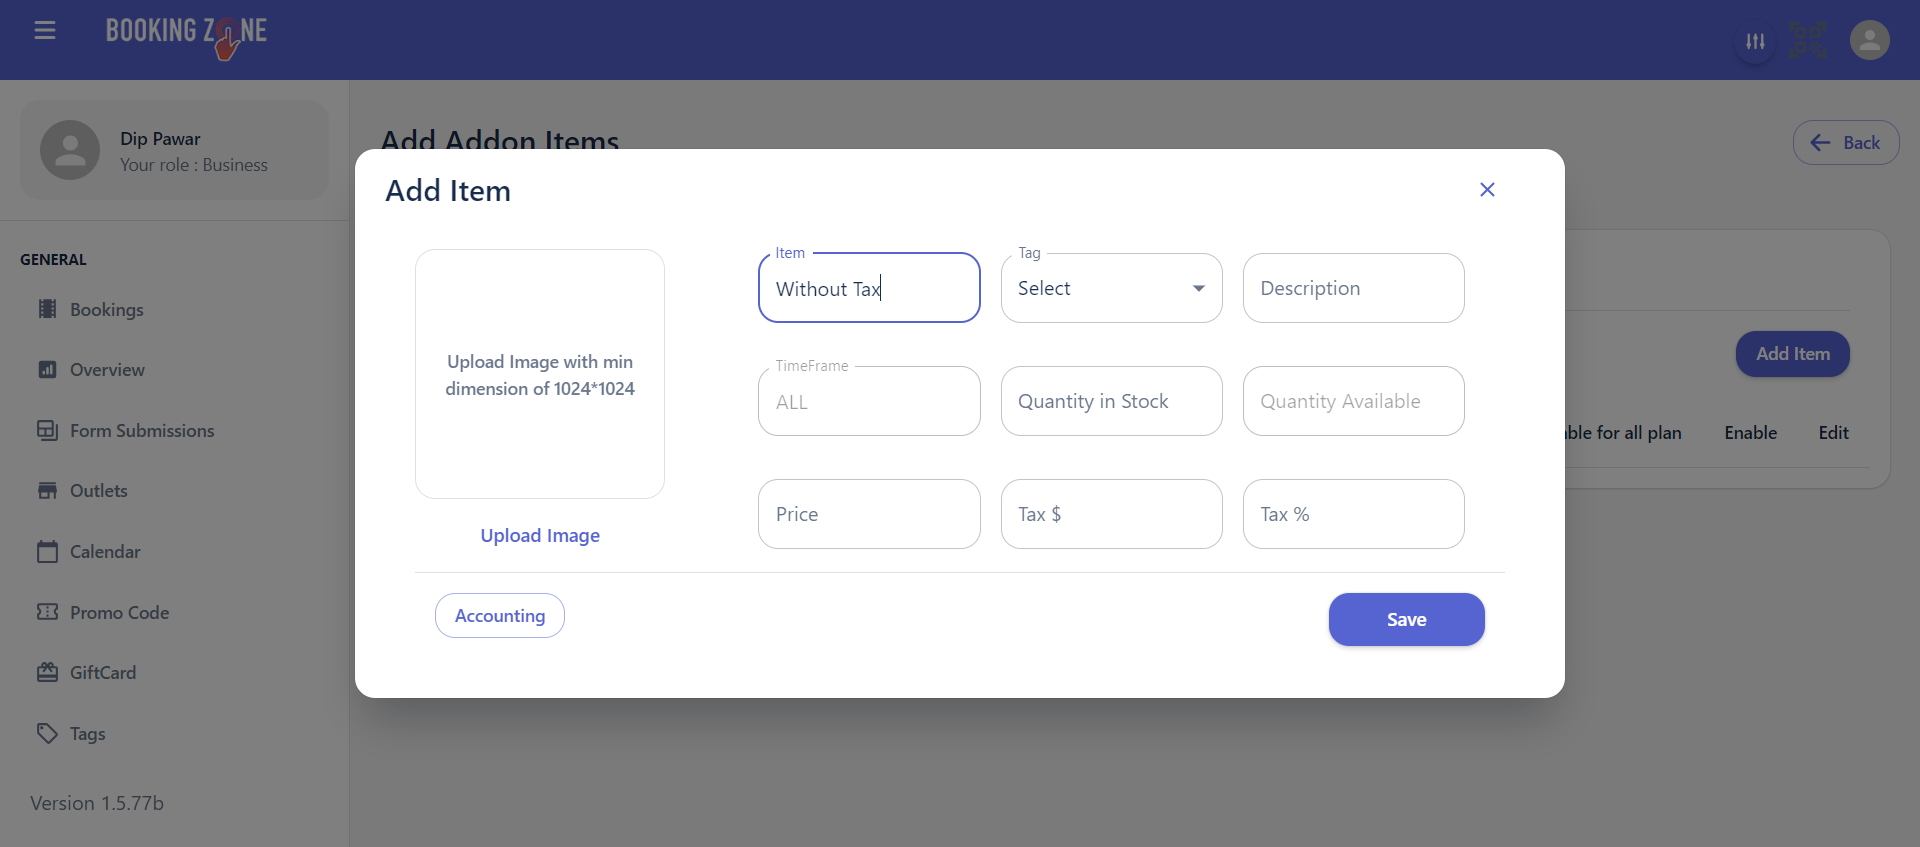 BOOKING ZONE
Dip Pawar
Your role : Business
GENERAL
Bookings
Overview
Form Submissions
Outlets
Calendar
Promo Code
GiftCard
Tags
Version 1.5.77b
Add Addon Items
Back
Add Item
Upload Image with min
dimension of 1024*1024
Upload Image
Item
Without Tax
Tag
Select
Description
TimeFrame
ALL
Quantity in Stock
Quantity Available
Price
Tax $
Tax %
Accounting
Save
Add Item
for all plan
Enable
Edit